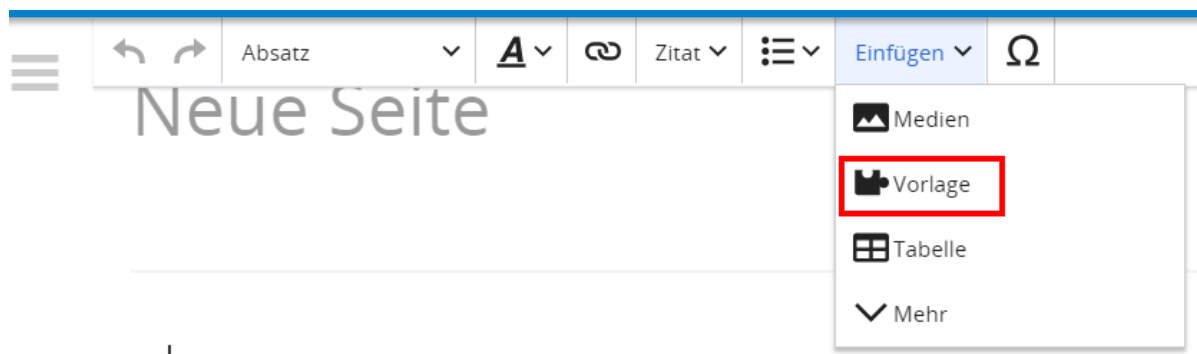 Absatz A Zitat Einfügen Ω
Neue Seite
Medien
Vorlage
Tabelle
Mehr